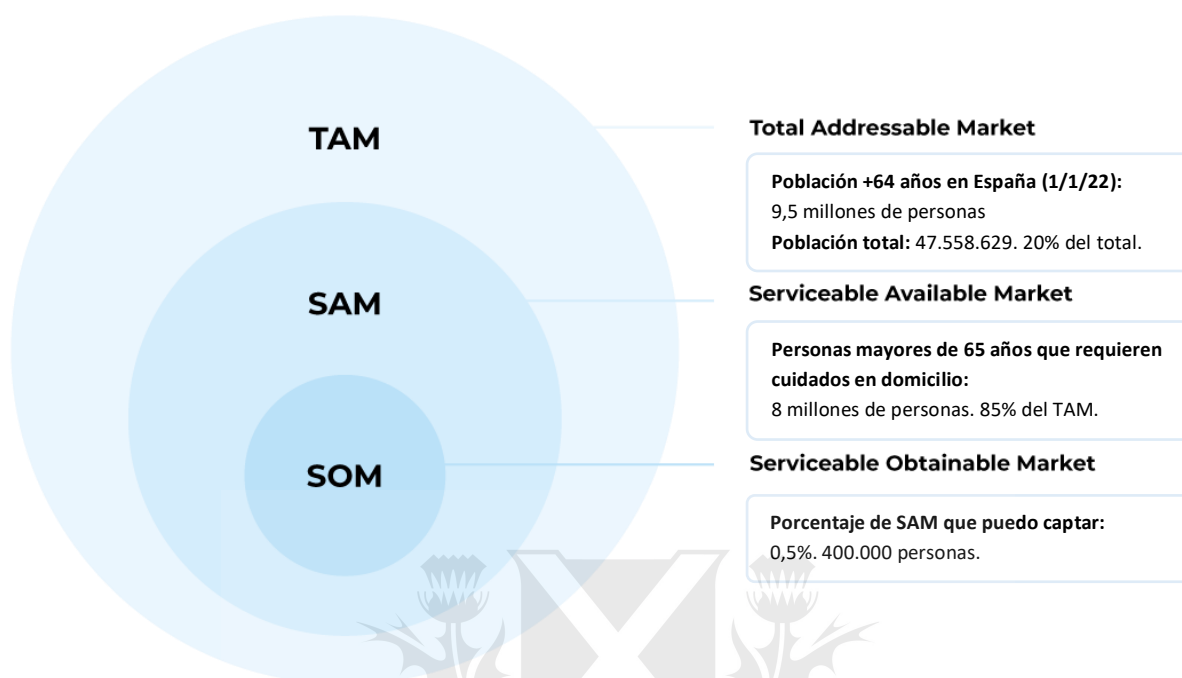 TAM
SAM
SOM
Total Addressable Market
Población +64 años en España (1/1/22):
9,5 millones de personas
Población total: 47.558.629. 20% del total.
Serviceable Available Market
Personas mayores de 65 años que requieren
cuidados en domicilio:
8 millones de personas. 85% del TAM.
Serviceable Obtainable Market
Porcentaje de SAM que puedo captar:
0,5%. 400.000 personas.